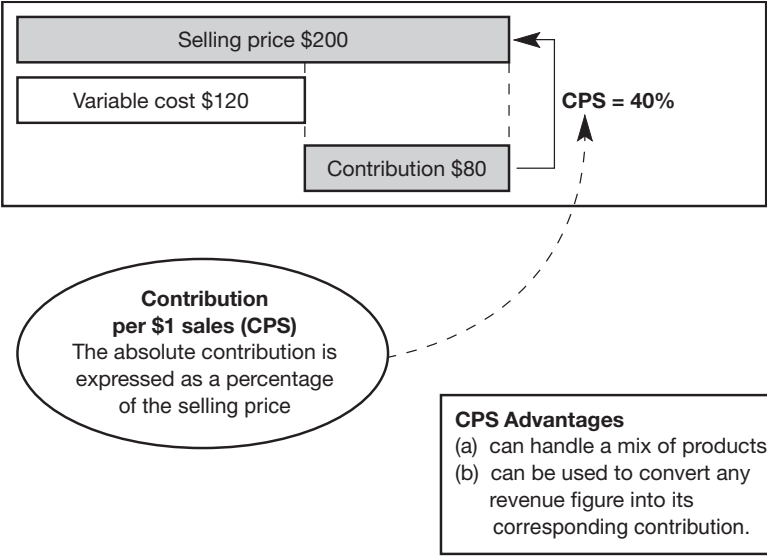 Selling price $200
Variable cost $120
CPS = 40%
Contribution $80
Contribution
per $1 sales (CPS)
The absolute contribution is
expressed as a percentage
of the selling price
CPS Advantages
(a) can handle a mix of products
(b) can be used to convert any
revenue figure into its
corresponding contribution.